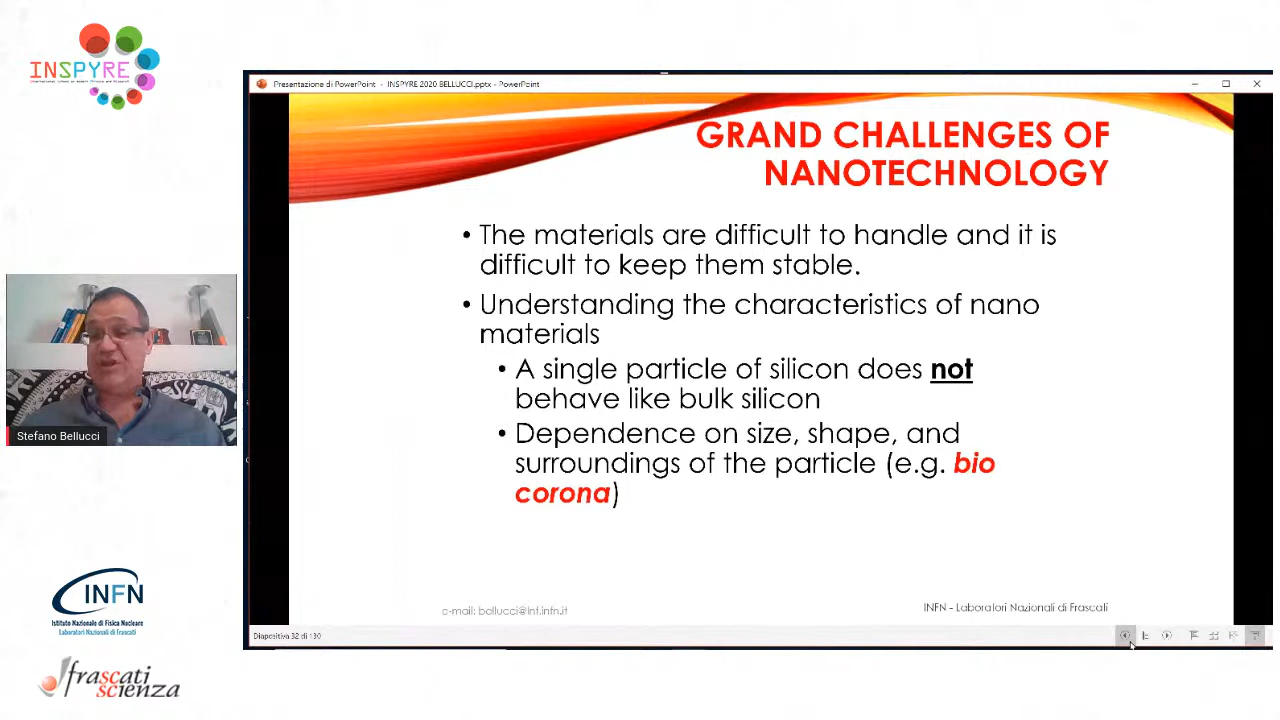 INSPYRE
Presentazione di PowerPoint - INSPYRE 2020 BELLUCCI.pptx - PowerPoint
GRAND CHALLENGES OF
NANOTECHNOLOGY
• The materials are difficult to handle and it is
difficult to keep them stable.
• Understanding the characteristics of nano
materials
• A single particle of silicon does not
behave like bulk silicon
• Dependence on size, shape, and
surroundings of the particle (e.g. bio
corona)
e-mail: bellucci@lnf.infn.it
INFN - Laboratori Nazionali di Frascati
Diapositiva 32 di 130
Stefano Bellucci
INFN
Istituto Nazionale di Fisica Nucleare
Laboratori Nazionali di Frascati
frascati
scienza